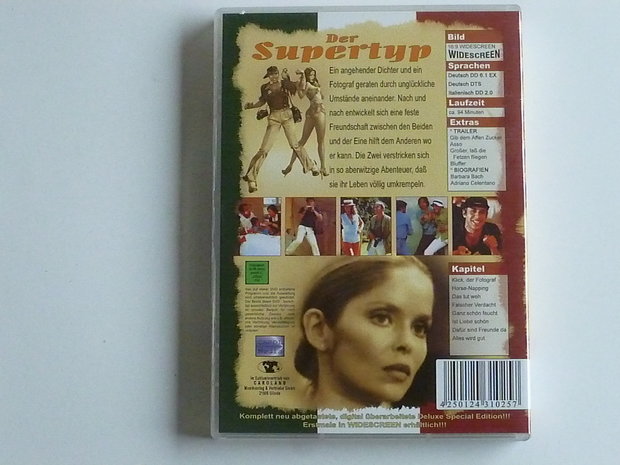 Der
Supertyp
Ein angehender Dichter und ein
Fotograf geraten durch unglückliche
Umstände aneinander. Nach und
nach entwickelt sich eine feste
Freundschaft zwischen den Beiden
und der Eine hilft dem Anderen wo
er kann. Die Zwei verstricken sich
in so aberwitzige Abenteuer, daß
sie ihr Leben völlig umkrempeln.
Bild
16:9 WIDESCREEN
WIDESCREEN
Sprachen
Deutsch DD 6.1 EX
Deutsch DTS
Italienisch DD 2.0
Laufzeit
ca. 94 Minuten
Extras
* TRAILER
Gib dem Affen Zucker
Asso
Großer, laß die
Fetzen fliegen
Bluffer
* BIOGRAFIEN
Barbara Bach
Adriano Celentano
Kapitel
Klick, der Fotograf
Horse-Napping
Das tut weh
Falscher Verdacht
Ganz schön feucht
Ist Liebe schön
Dafür sind Freunde da
Alles wird gut
CAROLAND
4250124310257
Komplett neu abgetastete, digital überarbeitete Deluxe Special Edition!!!
Erstmals in WIDESCREEN erhältlich!!!